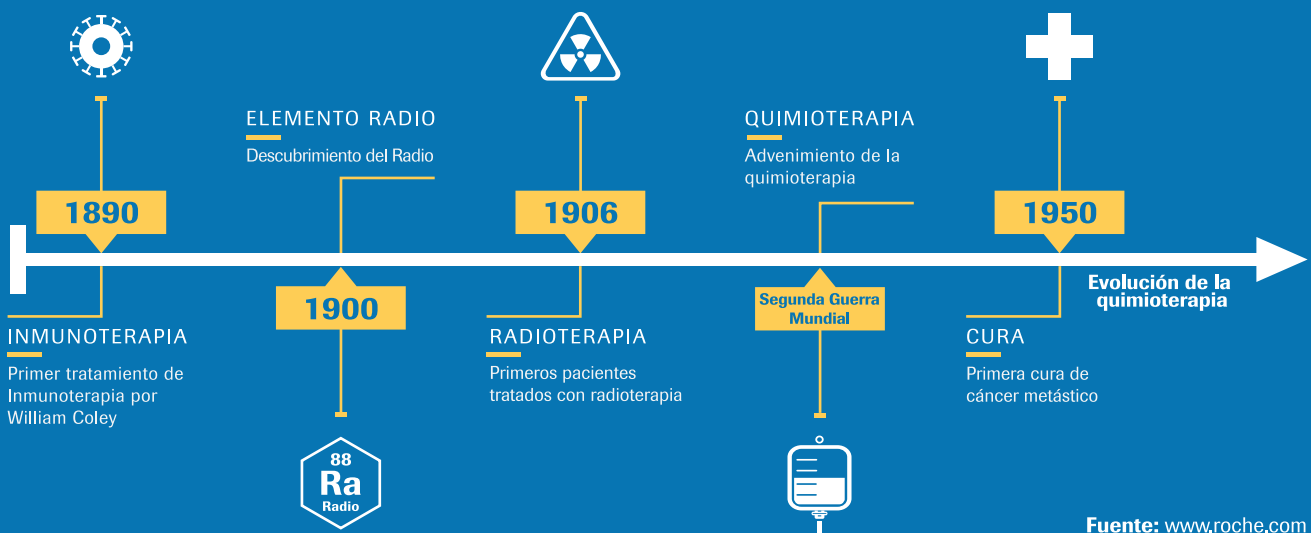 1890
INMUNOTERAPIA
Primer tratamiento de
Inmunoterapia por
William Coley
ELEMENTO RADIO
Descubrimiento del Radio
1900
88
Ra
Radio
1906
RADIOTERAPIA
Primeros pacientes
tratados con radioterapia
QUIMIOTERAPIA
Advenimiento de la
quimioterapia
Segunda Guerra
Mundial
1950
CURA
Primera cura de
cáncer metástico
Evolución de la
quimioterapia
Fuente: www.roche.com